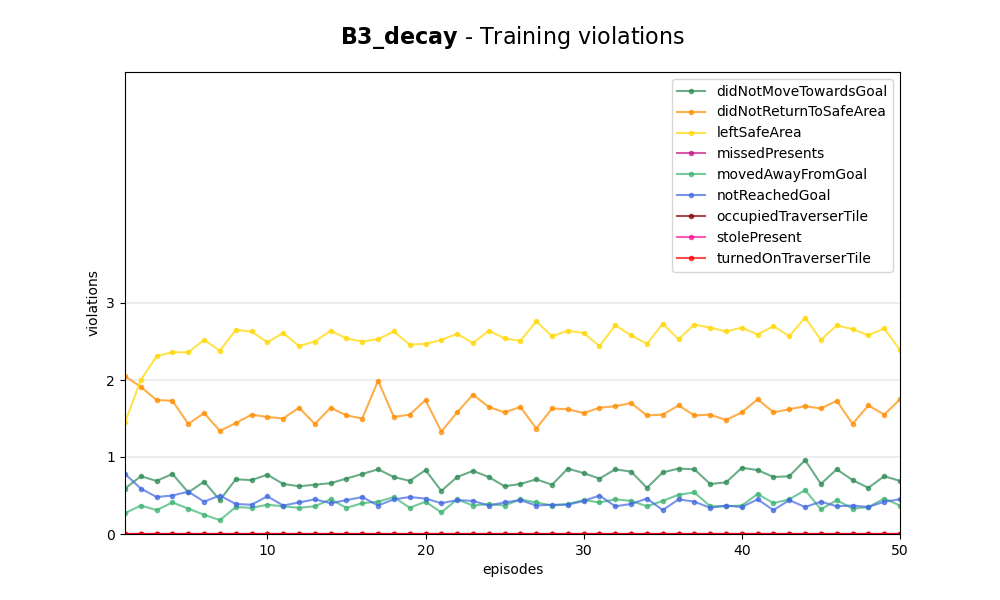 B3_decay - Training violations
didNotMoveTowardsGoal
didNotReturnToSafeArea
leftSafeArea
missedPresents
movedAwayFromGoal
notReachedGoal
occupiedTraverserTile
stolePresent
turnedOnTraverserTile
violations
3
2
1
0
10
20
30
40
50
episodes